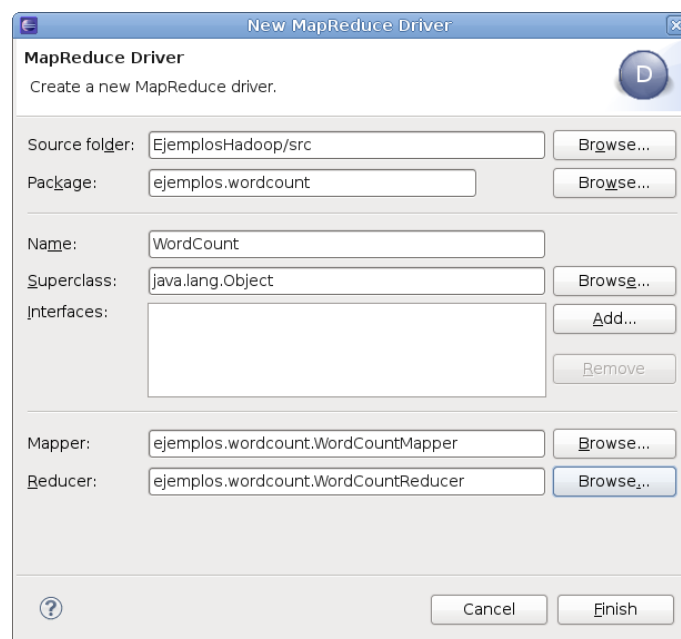 New MapReduce Driver
MapReduce Driver
Create a new MapReduce driver.
D
Source folder: EjemplosHadoop/src Browse...
Package: ejemplos.wordcount Browse...
Name: WordCount
Superclass: java.lang.Object Browse...
Interfaces: Add...
Remove
Mapper: ejemplos.wordcount.WordCountMapper Browse...
Reducer: ejemplos.wordcount.WordCountReducer Browse...
? Cancel Finish